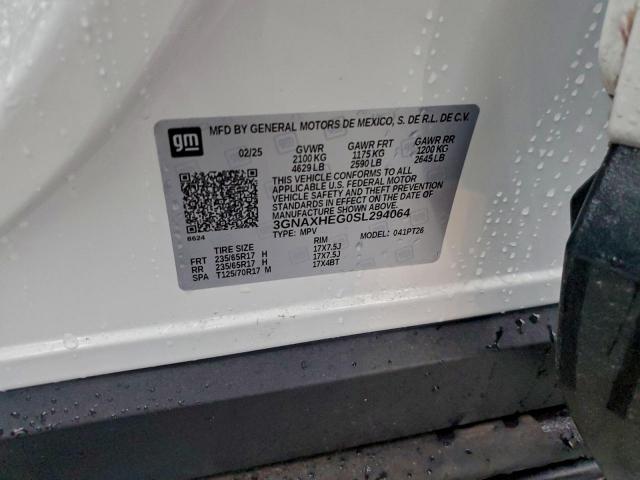 gm
MFD BY GENERAL MOTORS DE MEXICO, S. DE R.L. DE C.V.
02/25 GVWR GAWR FRT GAWR RR
2100 KG 1175 KG 1200 KG
4629 LB 2590 LB 2645 LB
THIS VEHICLE CONFORMS TO ALL
APPLICABLE U.S. FEDERAL MOTOR
VEHICLE SAFETY AND THEFT PREVENTION
STANDARDS IN EFFECT ON THE DATE OF
MANUFACTURE SHOWN ABOVE.
3GNAXHEG0SL294064
TYPE: MPV MODEL: 041PT26
6624
TIRE SIZE RIM
FRT 235/65R17 H 17X7.5J
RR 235/65R17 H 17X7.5J
SPA T125/70R17 M 17X4BT